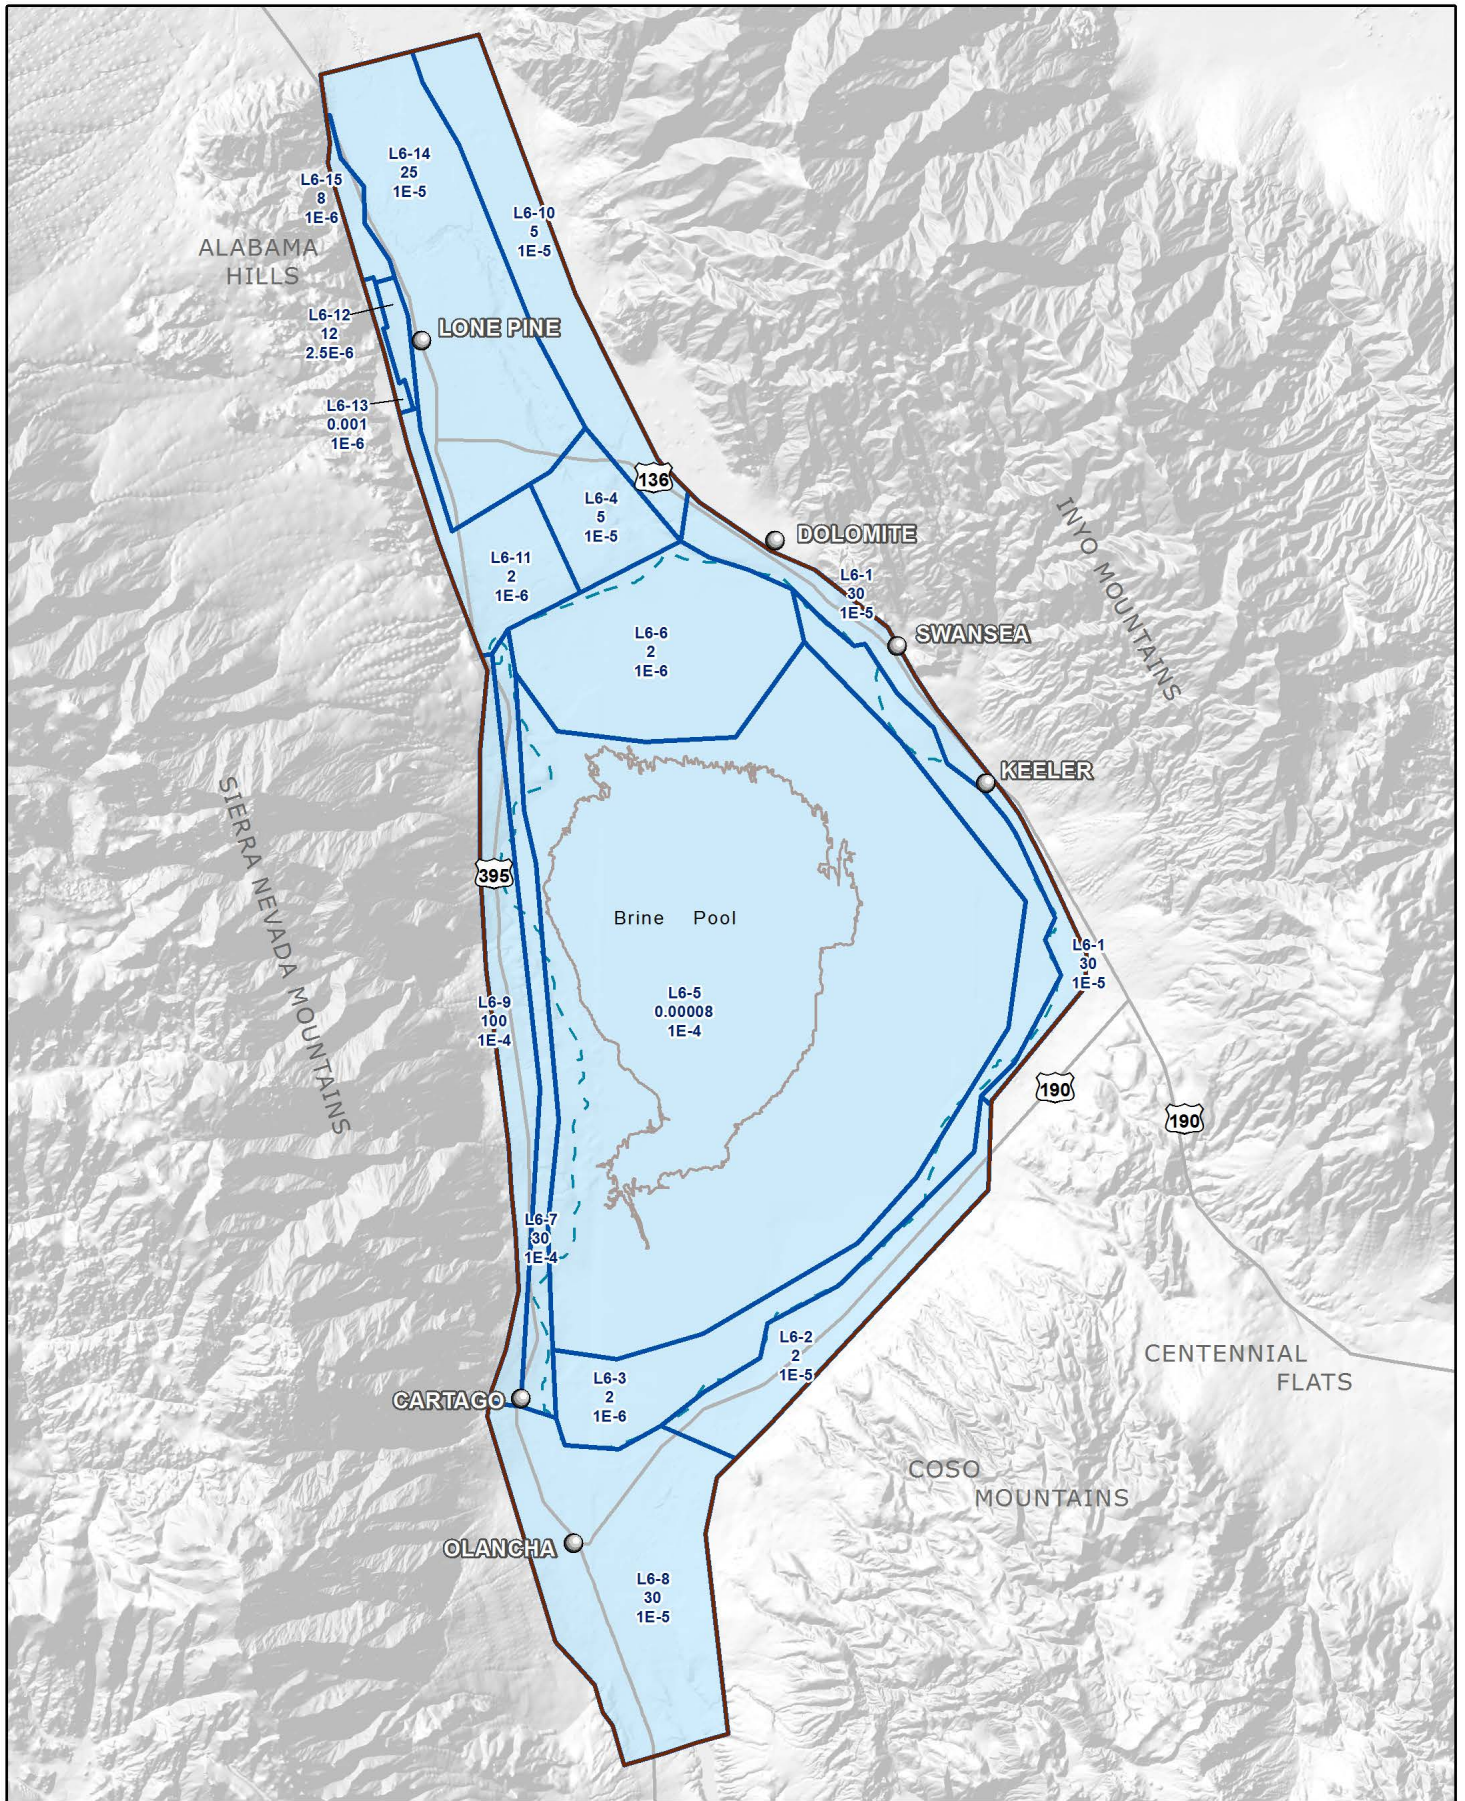 L6-14
25
1E-5
L6-15
8
1E-6
L6-10
5
1E-5
ALABAMA
HILLS
L6-12
12
2.5E-6
LONE PINE
L6-13
0.001
1E-6
136
L6-4
5
1E-5
DOLOMITE
L6-11
2
1E-6
L6-1
30
1E-5
INYO MOUNTAINS
SWANSEA
L6-6
2
1E-6
KEELER
SIERRA NEVADA MOUNTAINS
395
Brine Pool
L6-1
30
1E-5
L6-5
0.00008
1E-4
L6-9
100
1E-4
190
190
L6-7
30
1E-4
L6-2
2
1E-5
CENTENNIAL
FLATS
L6-3
2
1E-6
CARTAGO
COSO
MOUNTAINS
OLANCHA
L6-8
30
1E-5